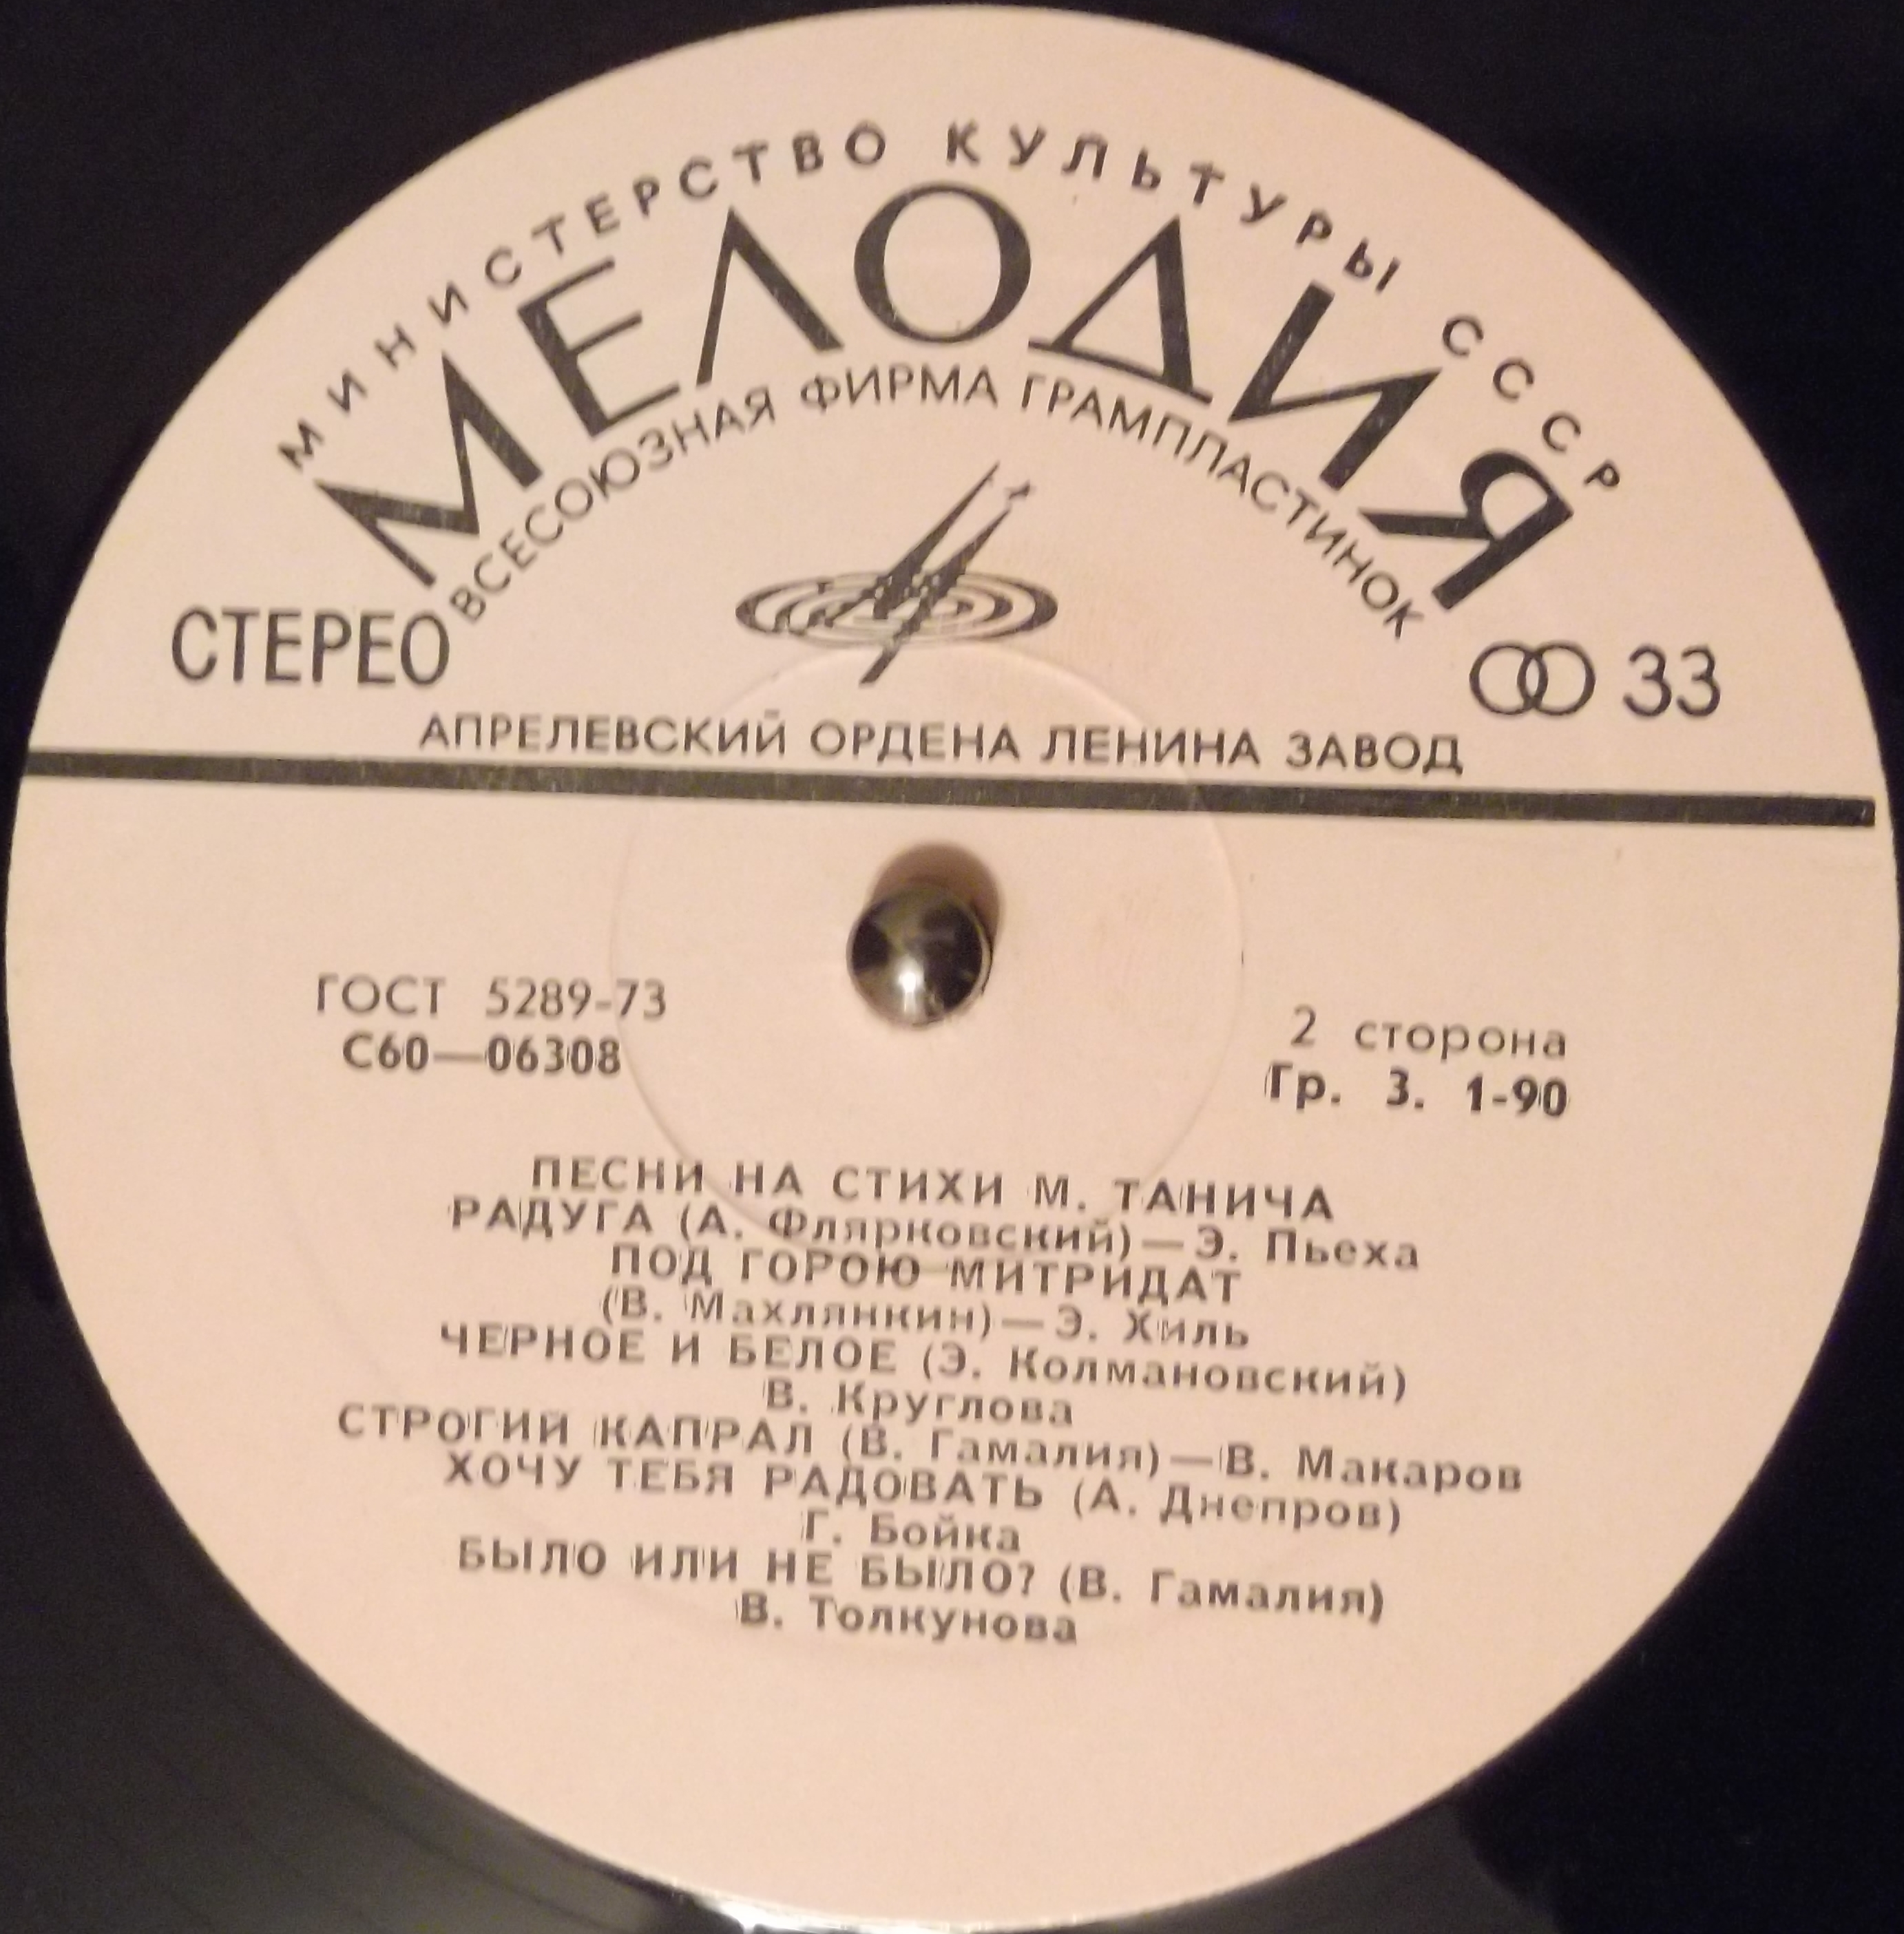 МИНИСТЕРСТВО КУЛЬТУРЫ СССР
МЕЛОДИЯ
ВСЕСОЮЗНАЯ ФИРМА ГРАМПЛАСТИНОК
СТЕРЕО
33
АПРЕЛЕВСКИЙ ОРДЕНА ЛЕНИНА ЗАВОД
ГОСТ 5289-73
С60—06308
2 сторона
Гр. 3. 1-90
ПЕСНИ НА СТИХИ М. ТАНИЧА
РАДУГА (А. Флярковский) — Э. Пьеха
ПОД ГОРОЮ МИТРИДАТ
(В. Махлянкин) — Э. Хиль
ЧЕРНОЕ И БЕЛОЕ (Э. Колмановский)
В. Круглова
СТРОГИЙ КАПРАЛ (В. Гамалия) — В. Макаров
ХОЧУ ТЕБЯ РАДОВАТЬ (А. Днепров)
Г. Бойка
БЫЛО ИЛИ НЕ БЫЛО? (В. Гамалия)
В. Толкунова